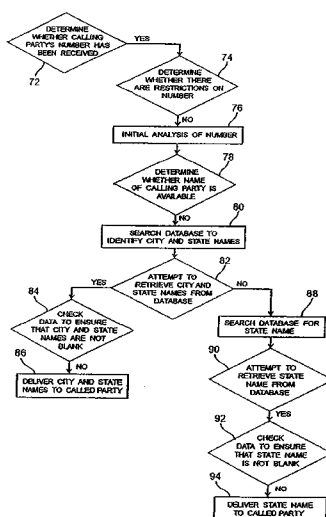 DETERMINE
WHETHER CALLING
PARTY'S NUMBER HAS
BEEN RECEIVED
72
YES
74
DETERMINE
WHETHER THERE
ARE RESTRICTIONS ON
NUMBER
NO
76
INITIAL ANALYSIS OF NUMBER
78
DETERMINE
WHETHER NAME
OF CALLING PARTY IS
AVAILABLE
NO
80
SEARCH DATABASE TO
IDENTIFY CITY AND STATE NAMES
82
ATTEMPT TO
RETRIEVE CITY AND
STATE NAMES FROM
DATABASE
YES
NO
84
CHECK
DATA TO ENSURE
THAT CITY AND STATE
NAMES ARE NOT
BLANK
86
NO
DELIVER CITY AND STATE
NAMES TO CALLED PARTY
88
SEARCH DATABASE FOR
STATE NAME
90
ATTEMPT TO
RETRIEVE STATE
NAME FROM
DATABASE
92
YES
CHECK
DATA TO ENSURE
THAT STATE NAME
IS NOT BLANK
94
NO
DELIVER STATE NAME
TO CALLED PARTY